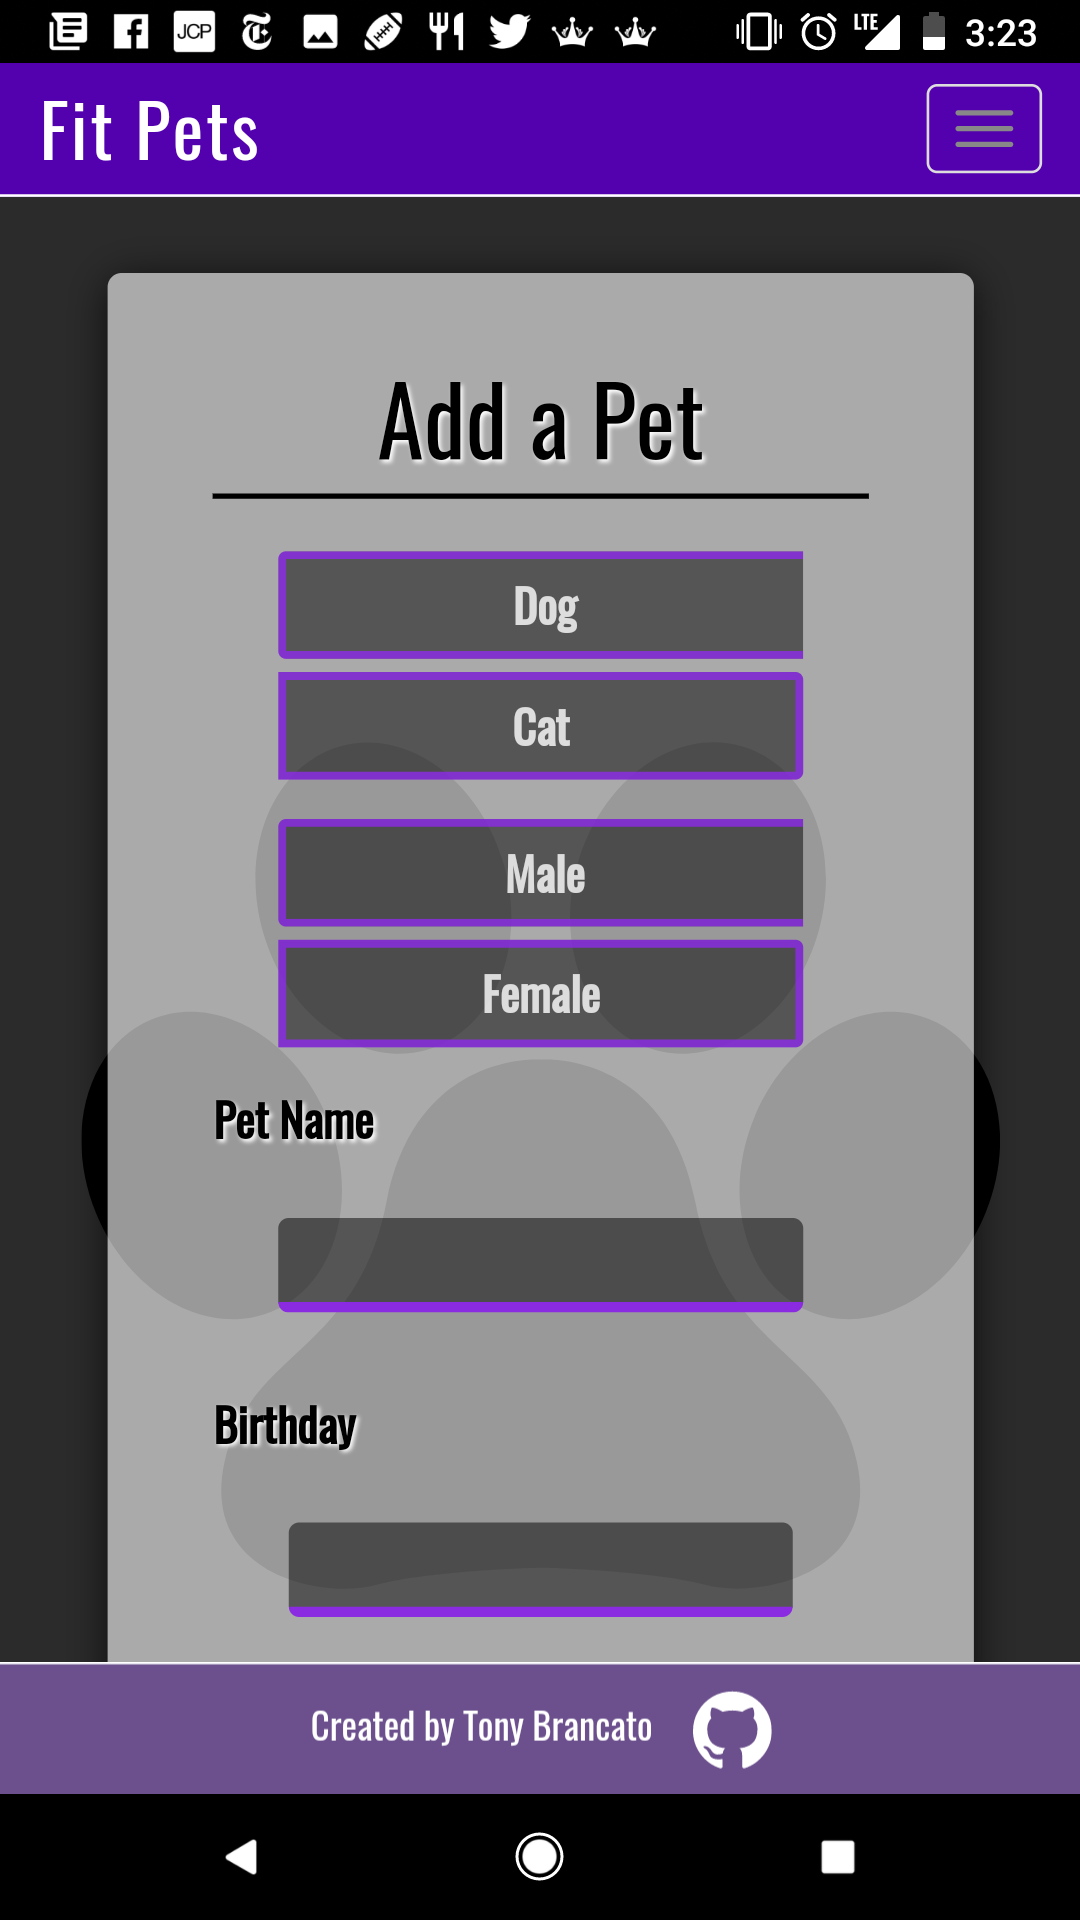 JCP LTE 3:23
Fit Pets
Add a Pet
Dog
Cat
Male
Female
Pet Name
Birthday
Created by Tony Brancato